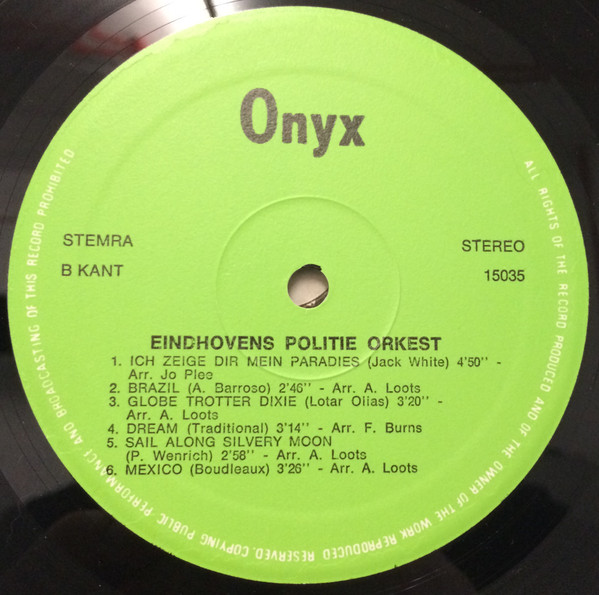 Onyx
STEMRA
STEREO
B KANT
15035
EINDHOVENS POLITIE ORKEST
1. ICH ZEIGE DIR MEIN PARADIES (Jack White) 4'50'' -
Arr. Jo Plee
2. BRAZIL (A. Barroso) 2'46'' - Arr. A. Loots
3. GLOBE TROTTER DIXIE (Lotar Olias) 3'20'' -
Arr. A. Loots
4. DREAM (Traditional) 3'14'' - Arr. F. Burns
5. SAIL ALONG SILVERY MOON
(P. Wenrich) 2'58'' - Arr. A. Loots
6. MEXICO (Boudleaux) 3'26'' - Arr. A. Loots
ALL RIGHTS OF THE RECORD PRODUCED AND OF THE OWNER OF THE WORK REPRODUCED RESERVED. COPYING PUBLIC PERFORMANCE AND BROADCASTING OF THIS RECORD PROHIBITED